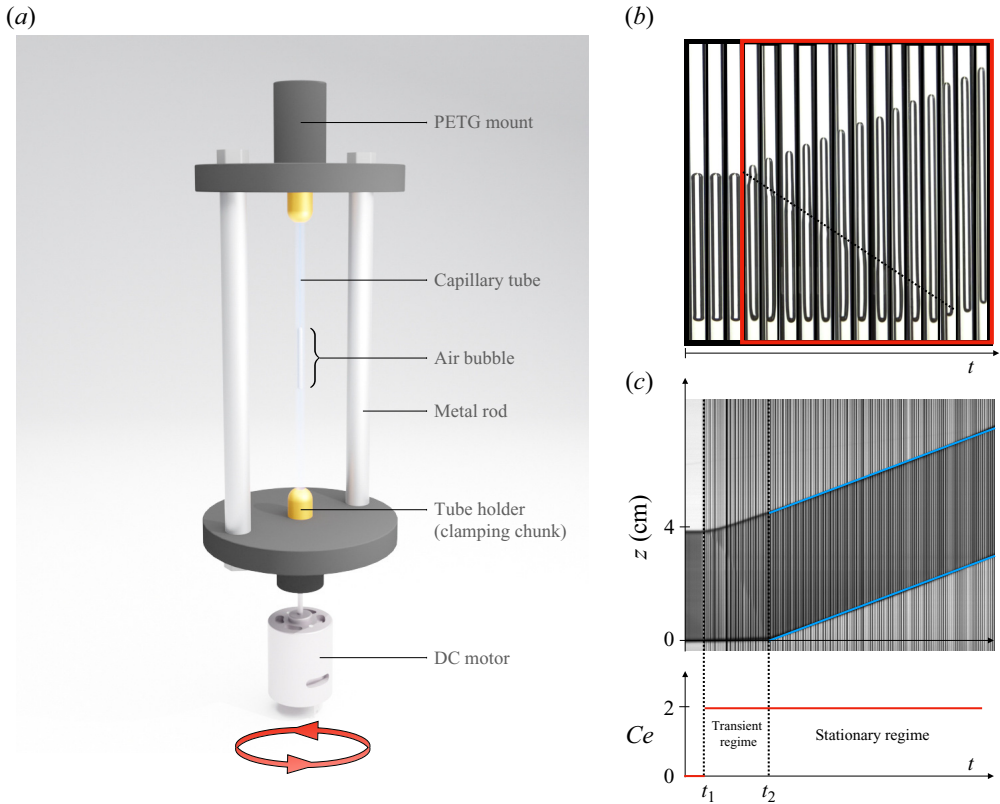 (a)
PETG mount
Capillary tube
Air bubble
Metal rod
Tube holder
(clamping chunk)
DC motor
(b)
t
(c)
z (cm)
4
0
Ce
2
0
Transient
regime
Stationary regime
t
t1
t2